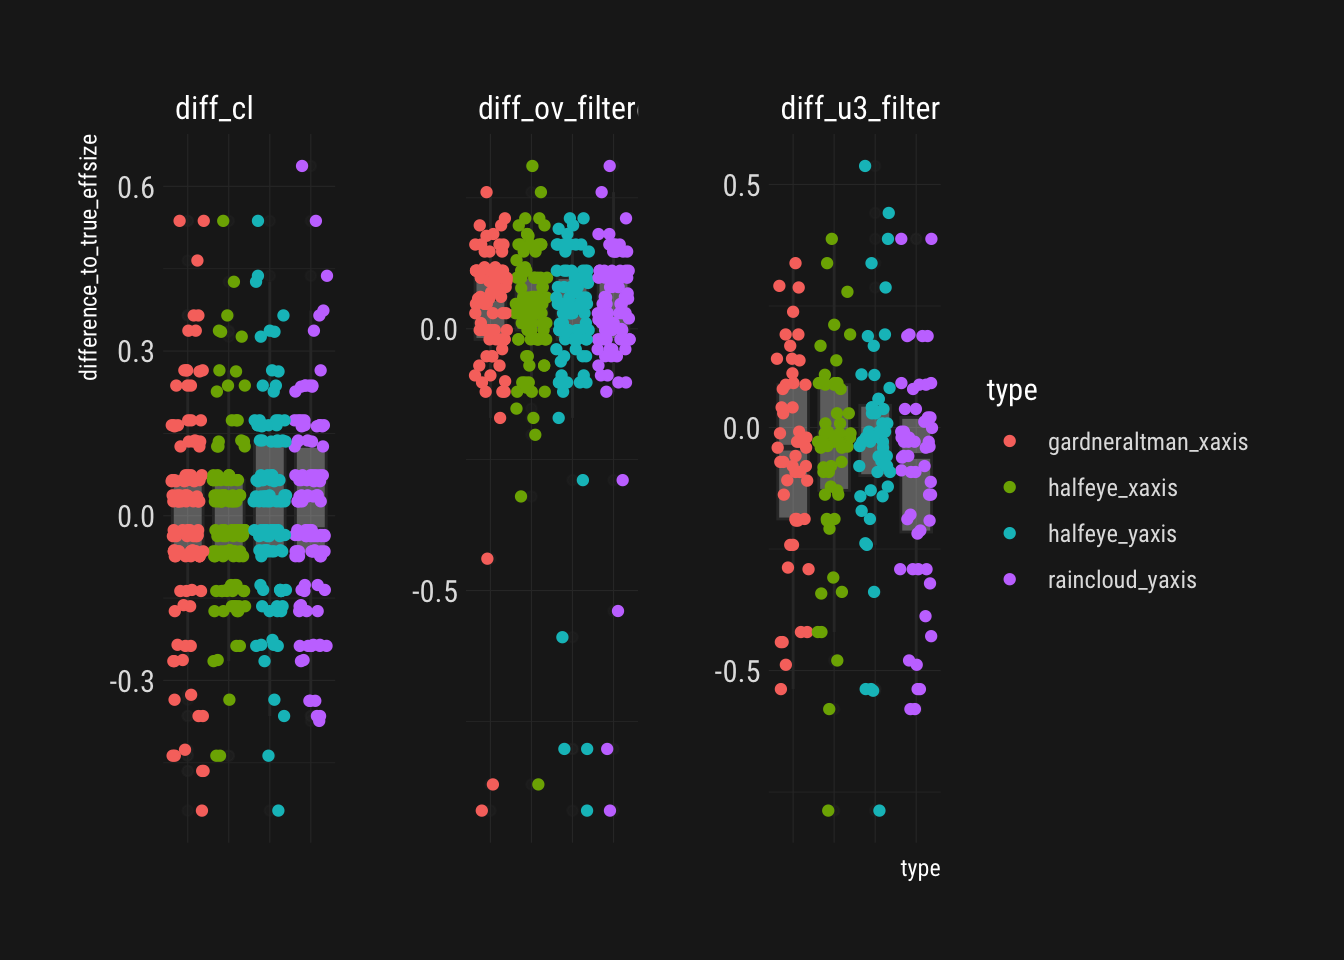 diff_cl
diff_ov_filter
diff_u3_filter
difference_to_true_effsize
0.6
0.3
0.0
-0.3
0.0
-0.5
0.5
0.0
-0.5
type
type
gardneraltman_xaxis
halfeye_xaxis
halfeye_yaxis
raincloud_yaxis